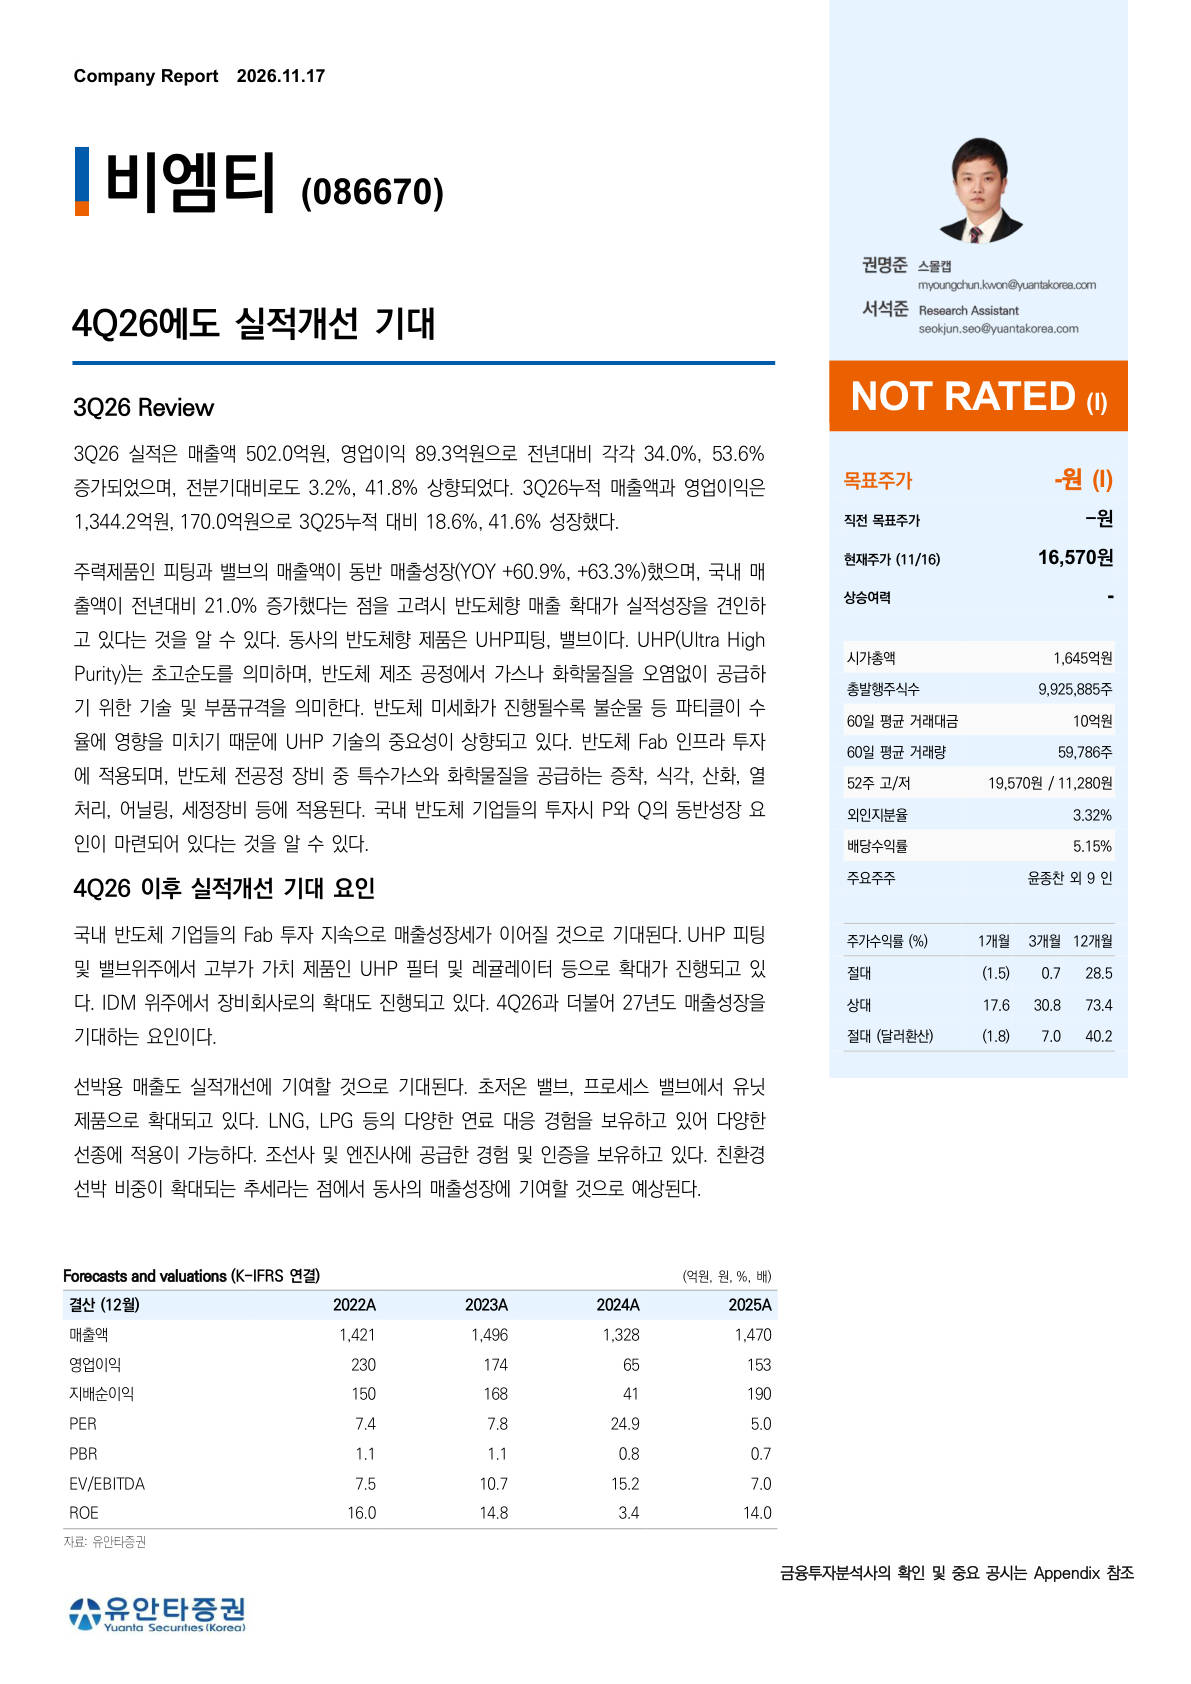 Company Report 2026.11.17
비엠티 (086670)
4Q26에도 실적개선 기대
3Q26 Review
3Q26 실적은 매출액 502.0억원, 영업이익 89.3억원으로 전년대비 각각 34.0%, 53.6%
증가되었으며, 전분기대비로도 3.2%, 41.8% 상향되었다. 3Q26누적 매출액과 영업이익은
1,344.2억원, 170.0억원으로 3Q25누적 대비 18.6%, 41.6% 성장했다.
주력제품인 피팅과 밸브의 매출액이 동반 매출성장(YOY +60.9%, +63.3%)했으며, 국내 매
출액이 전년대비 21.0% 증가했다는 점을 고려시 반도체향 매출 확대가 실적성장을 견인하
고 있다는 것을 알 수 있다. 동사의 반도체향 제품은 UHP피팅, 밸브이다. UHP(Ultra High
Purity)는 초고순도를 의미하며, 반도체 제조 공정에서 가스나 화학물질을 오염없이 공급하
기 위한 기술 및 부품규격을 의미한다. 반도체 미세화가 진행될수록 불순물 등 파티클이 수
율에 영향을 미치기 때문에 UHP 기술의 중요성이 상향되고 있다. 반도체 Fab 인프라 투자
에 적용되며, 반도체 전공정 장비 중 특수가스와 화학물질을 공급하는 증착, 식각, 산화, 열
처리, 어닐링, 세정장비 등에 적용된다. 국내 반도체 기업들의 투자시 P와 Q의 동반성장 요
인이 마련되어 있다는 것을 알 수 있다.
4Q26 이후 실적개선 기대 요인
국내 반도체 기업들의 Fab 투자 지속으로 매출성장세가 이어질 것으로 기대된다. UHP 피팅
및 밸브위주에서 고부가 가치 제품인 UHP 필터 및 레귤레이터 등으로 확대가 진행되고 있
다. IDM 위주에서 장비회사로의 확대도 진행되고 있다. 4Q26과 더불어 27년도 매출성장을
기대하는 요인이다.
선박용 매출도 실적개선에 기여할 것으로 기대된다. 초저온 밸브, 프로세스 밸브에서 유닛
제품으로 확대되고 있다. LNG, LPG 등의 다양한 연료 대응 경험을 보유하고 있어 다양한
선종에 적용이 가능하다. 조선사 및 엔진사에 공급한 경험 및 인증을 보유하고 있다. 친환경
선박 비중이 확대되는 추세라는 점에서 동사의 매출성장에 기여할 것으로 예상된다.
Forecasts and valuations (K-IFRS 연결) (억원, 원, %, 배)
결산 (12월) 2022A 2023A 2024A 2025A
매출액 1,421 1,496 1,328 1,470
영업이익 230 174 65 153
지배순이익 150 168 41 190
PER 7.4 7.8 24.9 5.0
PBR 1.1 1.1 0.8 0.7
EV/EBITDA 7.5 10.7 15.2 7.0
ROE 16.0 14.8 3.4 14.0
자료: 유안타증권
권명준 스몰캡
myoungchun.kwon@yuantakorea.com
서석준 Research Assistant
seokjun.seo@yuantakorea.com
NOT RATED (I)
목표주가 -원 (I)
직전 목표주가 -원
현재주가 (11/16) 16,570원
상승여력 -
시가총액 1,645억원
총발행주식수 9,925,885주
60일 평균 거래대금 10억원
60일 평균 거래량 59,786주
52주 고/저 19,570원 / 11,280원
외인지분율 3.32%
배당수익률 5.15%
주요주주 윤종찬 외 9 인
주가수익률 (%) 1개월 3개월 12개월
절대 (1.5) 0.7 28.5
상대 17.6 30.8 73.4
절대 (달러환산) (1.8) 7.0 40.2
금융투자분석사의 확인 및 중요 공시는 Appendix 참조
유안타증권
Yuanta Securities (Korea)